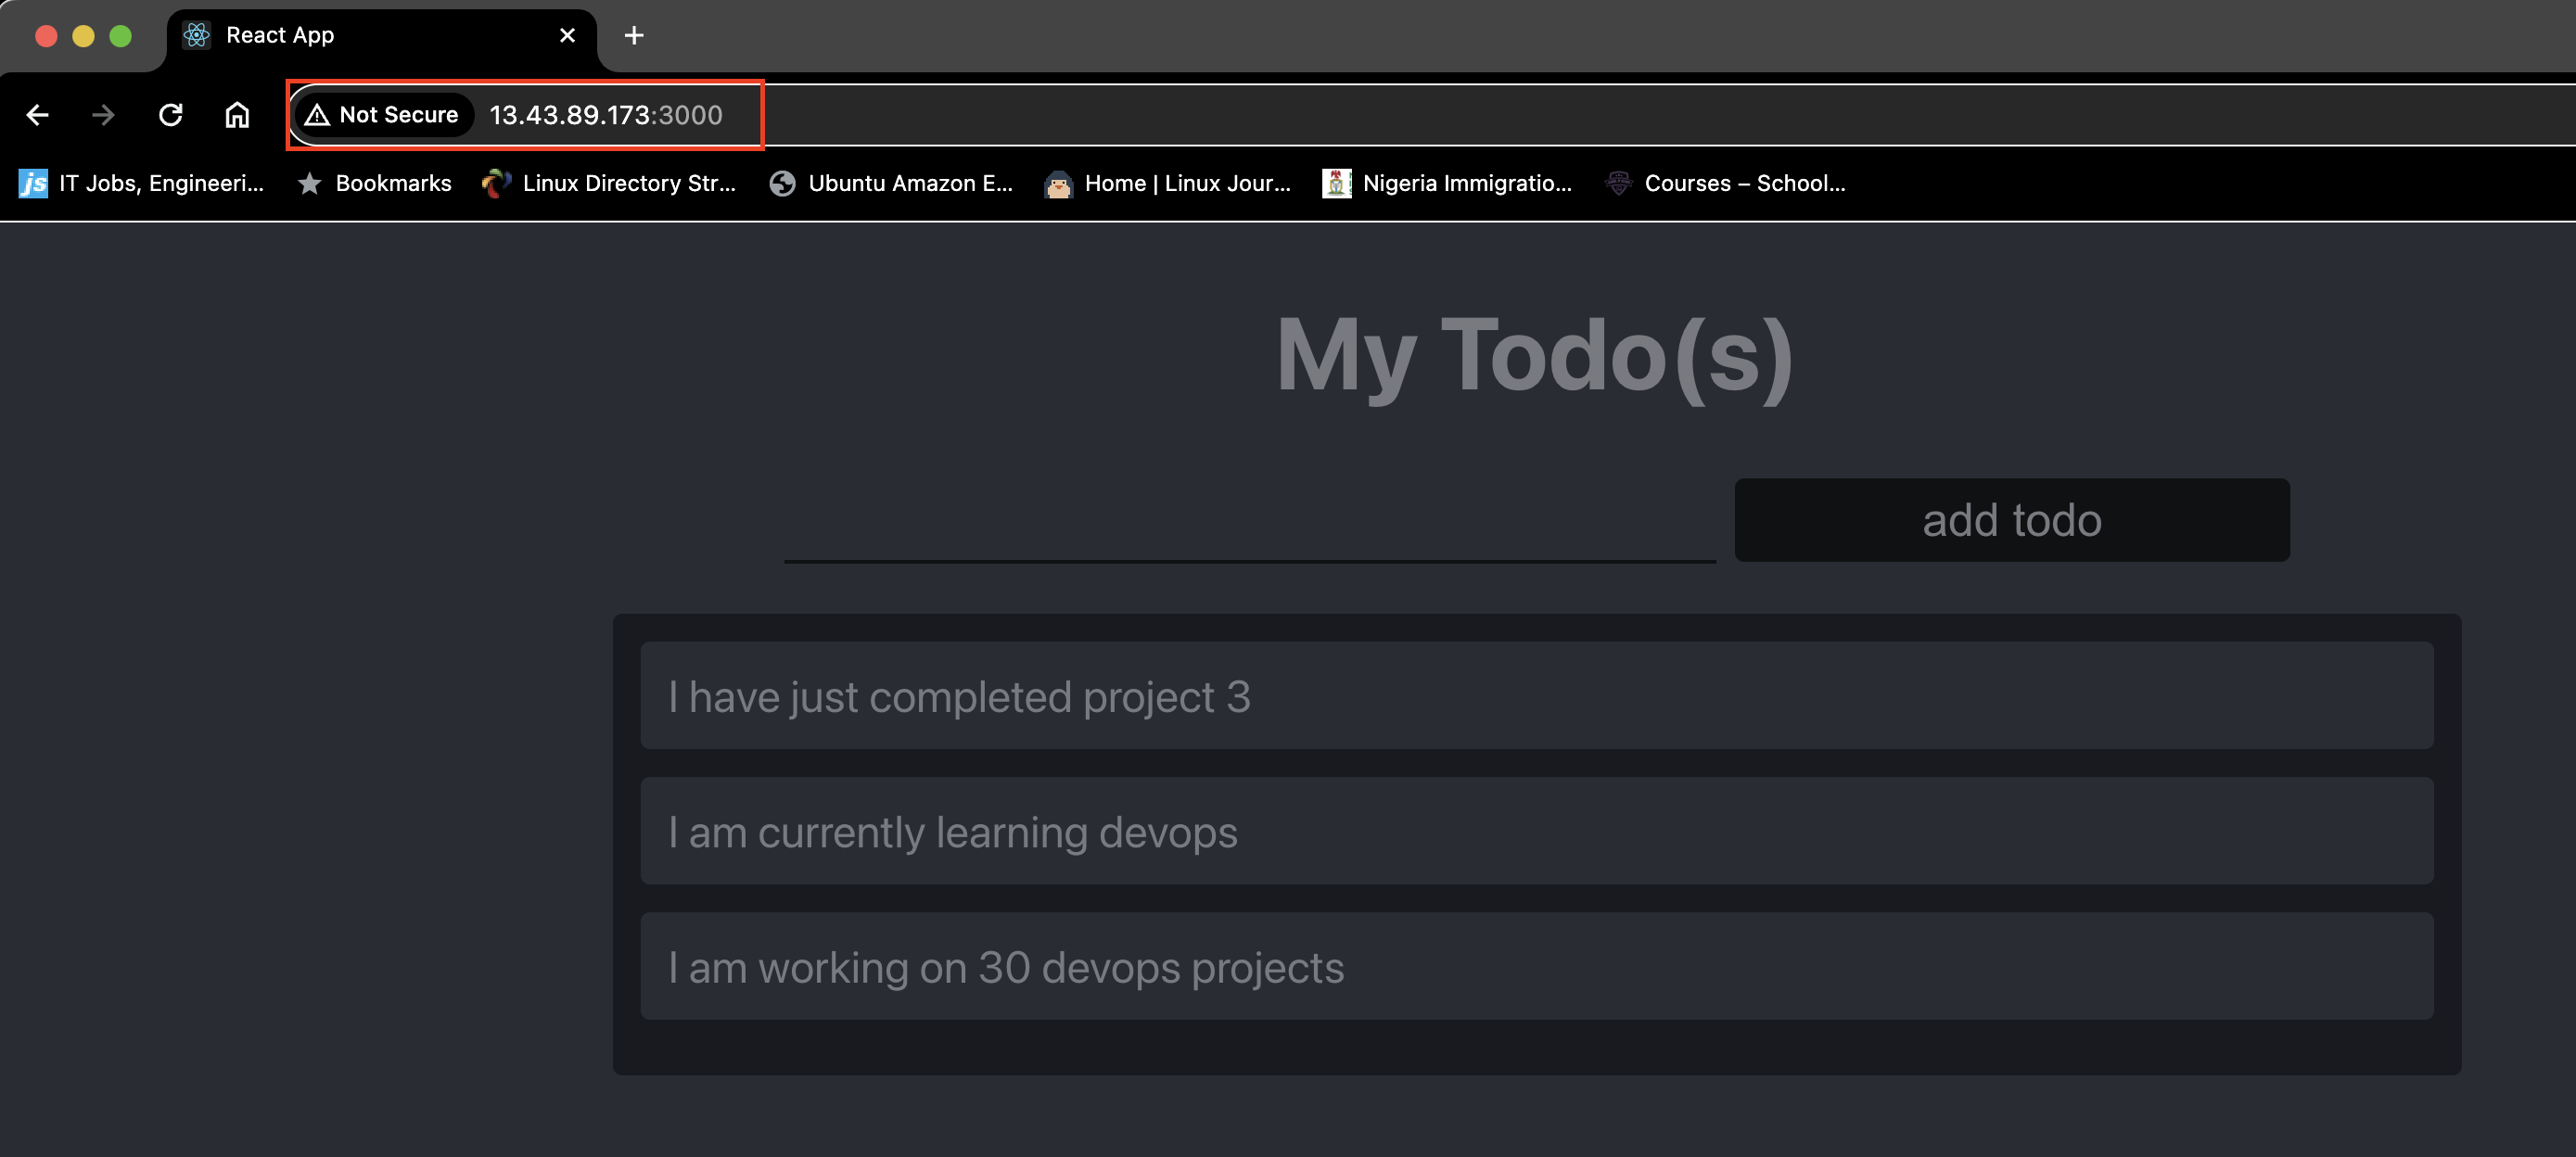 React App
Not Secure 13.43.89.173:3000
js IT Jobs, Engineeri... Bookmarks Linux Directory Str... Ubuntu Amazon E... Home | Linux Jour... Nigeria Immigratio... Courses – School...
My Todo(s)
add todo
I have just completed project 3
I am currently learning devops
I am working on 30 devops projects